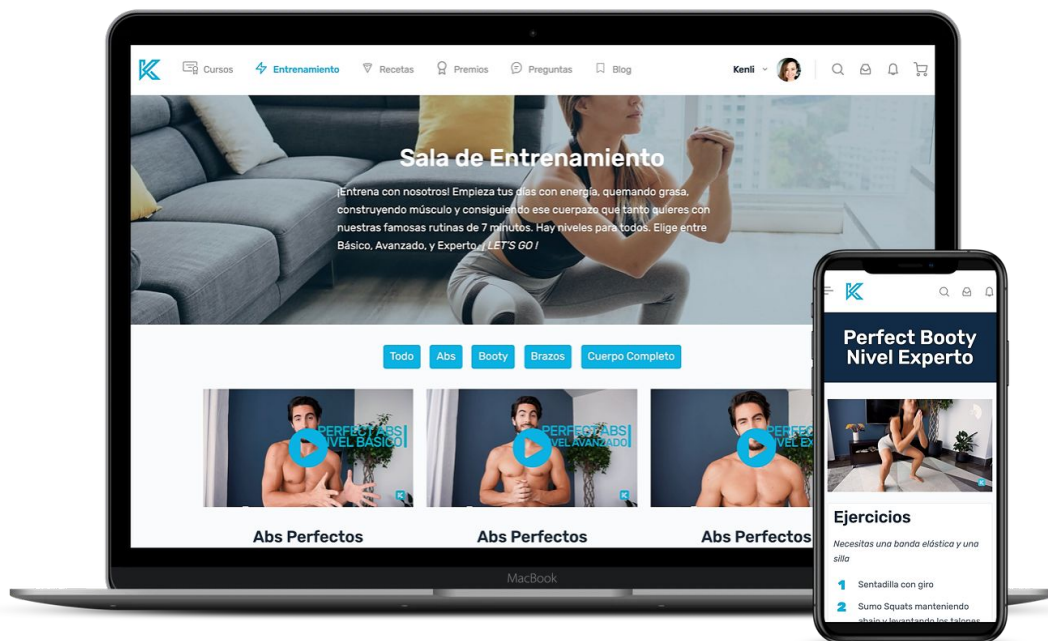 Cursos
Entrenamiento
Recetas
Premios
Preguntas
Blog
Kenli
Sala de Entrenamiento
¡Entrena con nosotros! Empieza tus días con energía, quemando grasa,
construyendo músculo y consiguiendo ese cuerpazo que tanto quieres con
nuestras famosas rutinas de 7 minutos. Hay niveles para todos. Elige entre
Básico, Avanzado, y Experto. ¡ LET'S GO !
Todo
Abs
Booty
Brazos
Cuerpo Completo
PERFECT ABS
NIVEL BÁSICO
PERFECT ABS
NIVEL AVANZADO
Abs Perfectos
Abs Perfectos
Abs Perfectos
MacBook
Perfect Booty
Nivel Experto
Ejercicios
Necesitas una banda elástica y una
silla
1 Sentadilla con giro
2 Sumo Squats manteniendo
abajo y levantando los talones